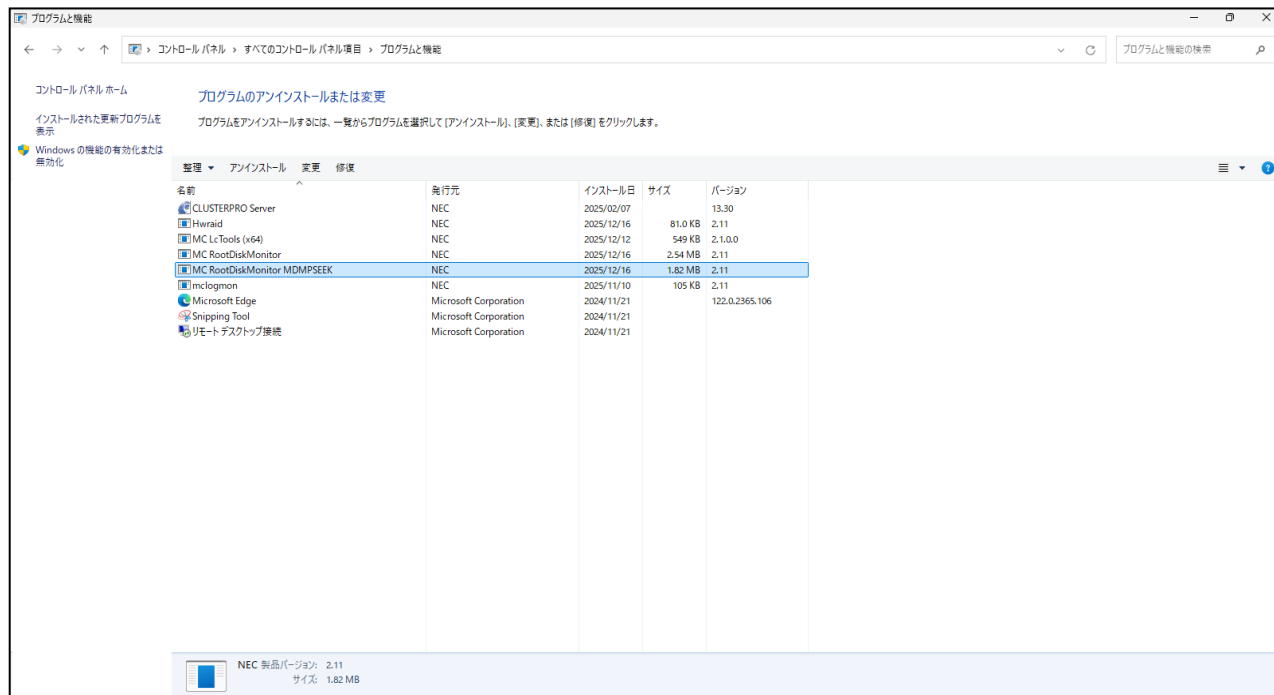 プログラムと機能
コントロール パネル › すべてのコントロール パネル項目 › プログラムと機能
プログラムと機能の検索
コントロール パネル ホーム
インストールされた更新プログラムを
表示
Windows の機能の有効化または
無効化
プログラムのアンインストールまたは変更
プログラムをアンインストールするには、一覧からプログラムを選択して [アンインストール]、[変更]、または [修復] をクリックします。
整理 アンインストール 変更 修復
名前 発行元 インストール日 サイズ バージョン
CLUSTERPRO Server NEC 2025/02/07 13.30
Hwraid NEC 2025/12/16 81.0 KB 2.11
MC LcTools (x64) NEC 2025/12/12 549 KB 2.1.0.0
MC RootDiskMonitor NEC 2025/12/16 2.54 MB 2.11
MC RootDiskMonitor MDMPSEEK NEC 2025/12/16 1.82 MB 2.11
mclogmon NEC 2025/11/10 105 KB 2.11
Microsoft Edge Microsoft Corporation 2024/11/21 122.0.2365.106
Snipping Tool Microsoft Corporation 2024/11/21
リモート デスクトップ接続 Microsoft Corporation 2024/11/21
NEC 製品バージョン: 2.11
サイズ: 1.82 MB